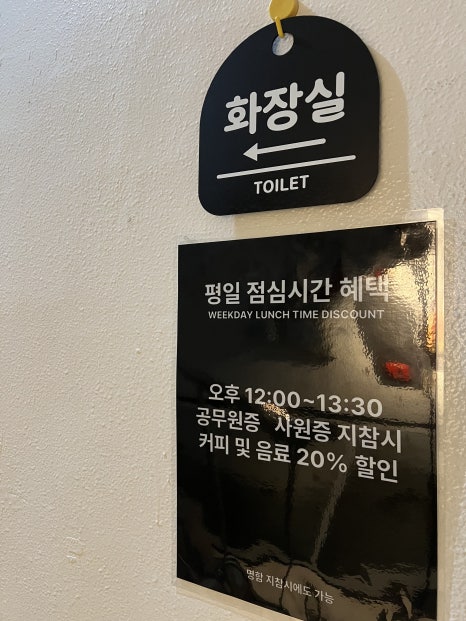 화장실
TOILET
평일 점심시간 혜택
WEEKDAY LUNCH TIME DISCOUNT
오후 12:00~13:30
공무원증 사원증 지참시
커피 및 음료 20% 할인
명함 지참시에도 가능